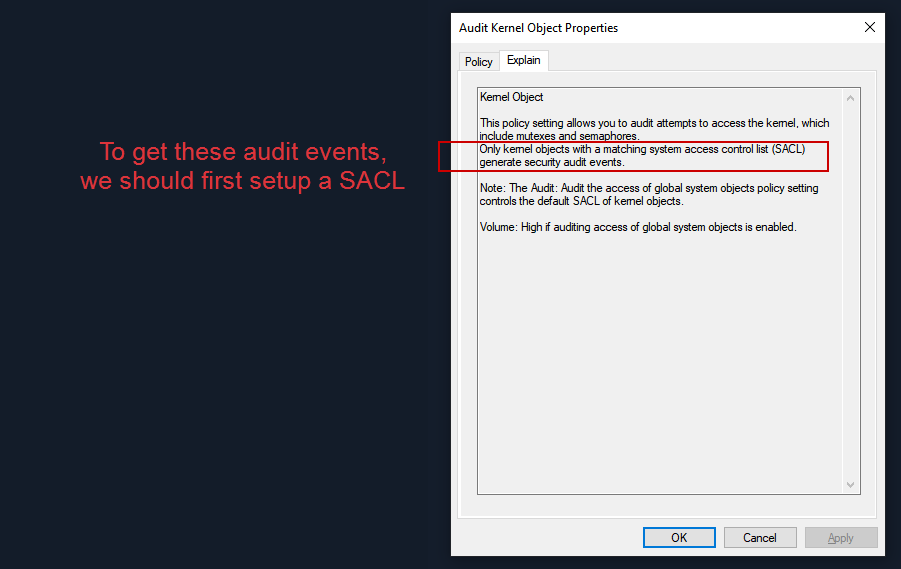 To get these audit events,
we should first setup a SACL
Audit Kernel Object Properties
Policy
Explain
Kernel Object
This policy setting allows you to audit attempts to access the kernel, which
include mutexes and semaphores.
Only kernel objects with a matching system access control list (SACL)
generate security audit events.
Note: The Audit: Audit the access of global system objects policy setting
controls the default SACL of kernel objects.
Volume: High if auditing access of global system objects is enabled.
OK
Cancel
Apply